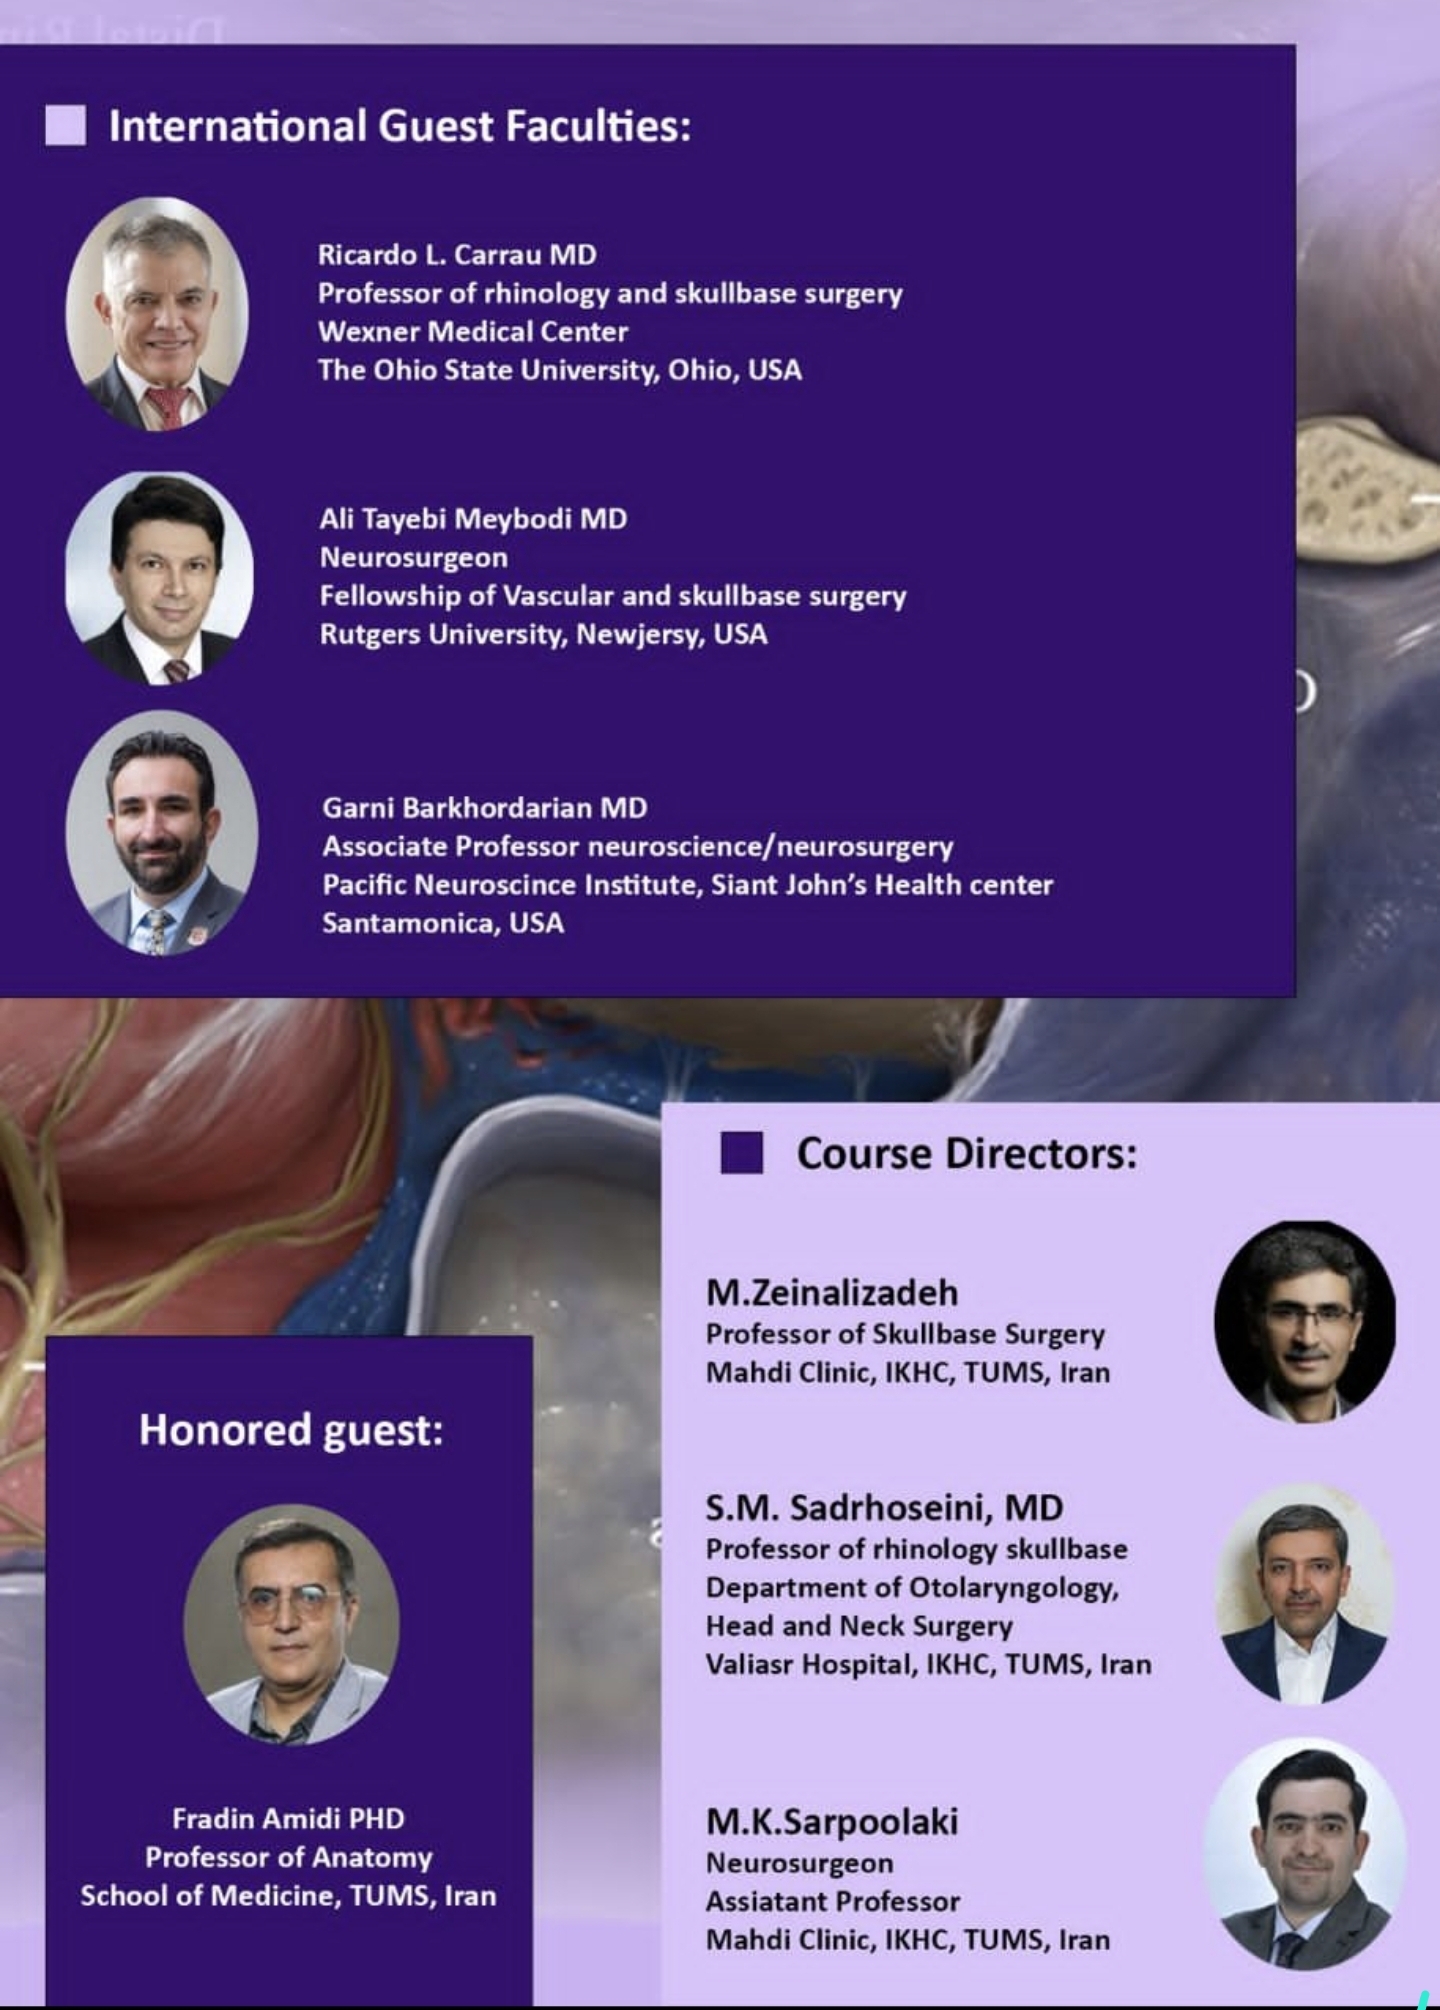 International Guest Faculties:
Ricardo L. Carrau MD
Professor of rhinology and skullbase surgery
Wexner Medical Center
The Ohio State University, Ohio, USA
Ali Tayebi Meybodi MD
Neurosurgeon
Fellowship of Vascular and skullbase surgery
Rutgers University, Newjersy, USA
Garni Barkhordarian MD
Associate Professor neuroscience/neurosurgery
Pacific Neuroscince Institute, Siant John’s Health center
Santamonica, USA
Course Directors:
M.Zeinalizadeh
Professor of Skullbase Surgery
Mahdi Clinic, IKHC, TUMS, Iran
S.M. Sadrhoseini, MD
Professor of rhinology skullbase
Department of Otolaryngology,
Head and Neck Surgery
Valiasr Hospital, IKHC, TUMS, Iran
M.K.Sarpoolaki
Neurosurgeon
Assiatant Professor
Mahdi Clinic, IKHC, TUMS, Iran
Honored guest:
Fradin Amidi PHD
Professor of Anatomy
School of Medicine, TUMS, Iran